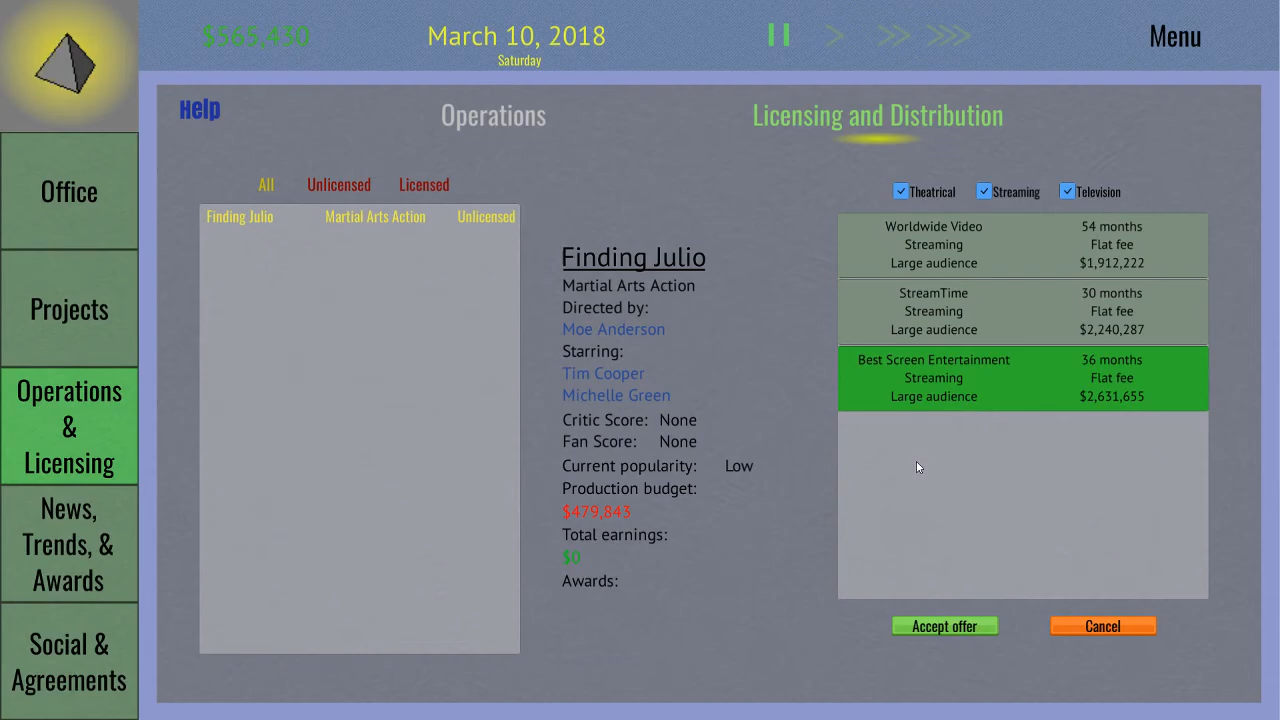 $565,430
March 10, 2018
Saturday
Menu
Help
Operations
Licensing and Distribution
Office
Projects
Operations
&
Licensing
News,
Trends, &
Awards
Social &
Agreements
All Unlicensed Licensed
Finding Julio Martial Arts Action Unlicensed
Finding Julio
Martial Arts Action
Directed by:
Moe Anderson
Starring:
Tim Cooper
Michelle Green
Critic Score: None
Fan Score: None
Current popularity: Low
Production budget:
$479,843
Total earnings:
$0
Awards:
Theatrical Streaming Television
Worldwide Video 54 months
Streaming Flat fee
Large audience $1,912,222
StreamTime 30 months
Streaming Flat fee
Large audience $2,240,287
Best Screen Entertainment 36 months
Streaming Flat fee
Large audience $2,631,655
Accept offer Cancel